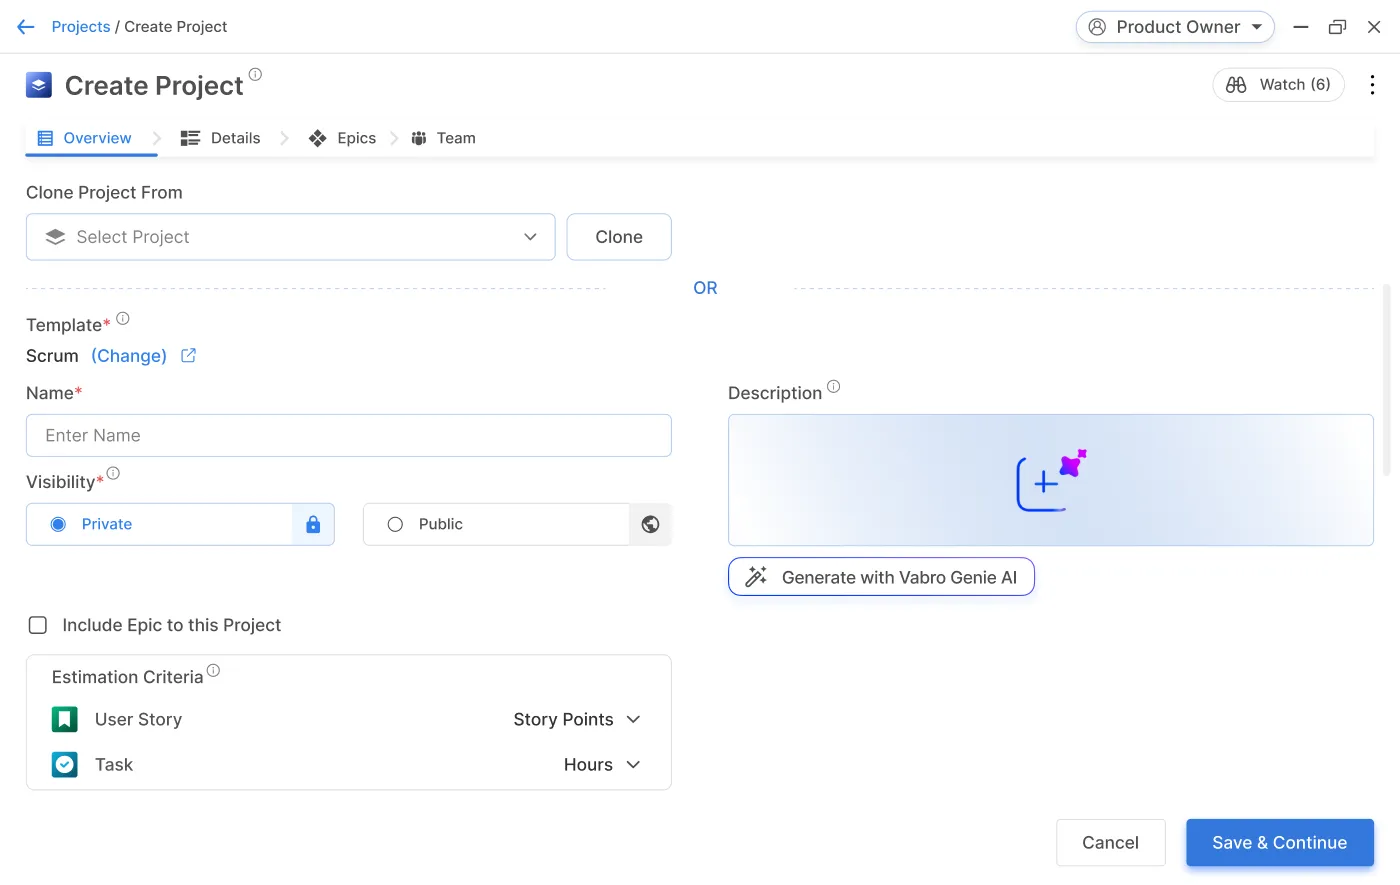 Projects / Create Project
Product Owner
Create Project
Watch (6)
Overview
Details
Epics
Team
Clone Project From
Select Project
Clone
OR
Template*
Scrum (Change)
Name*
Enter Name
Description
Visibility*
Private
Public
Generate with Vabro Genie AI
Include Epic to this Project
Estimation Criteria
User Story
Story Points
Task
Hours
Cancel
Save & Continue